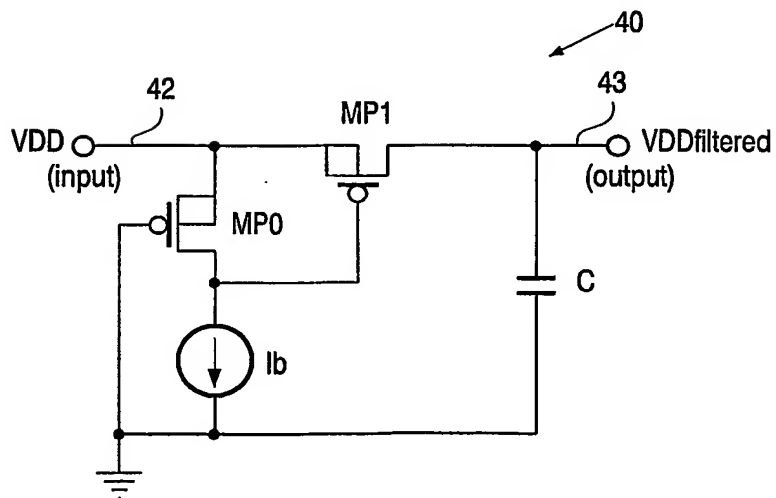 40
42
43
MP1
VDD
VDDfiltered
(input)
(output)
MP0
C
Ib